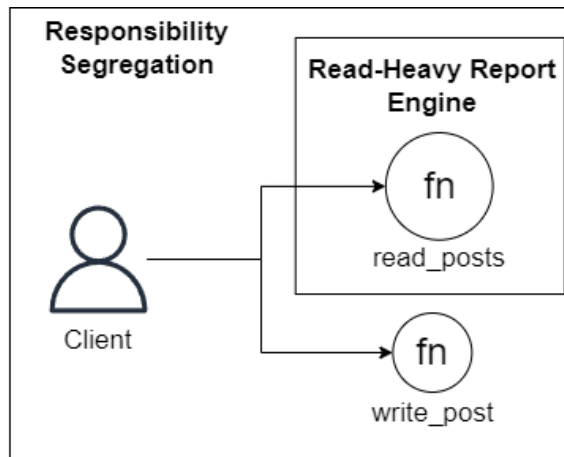 Responsibility
Segregation
Read-Heavy Report
Engine
fn
read_posts
Client
fn
write_post